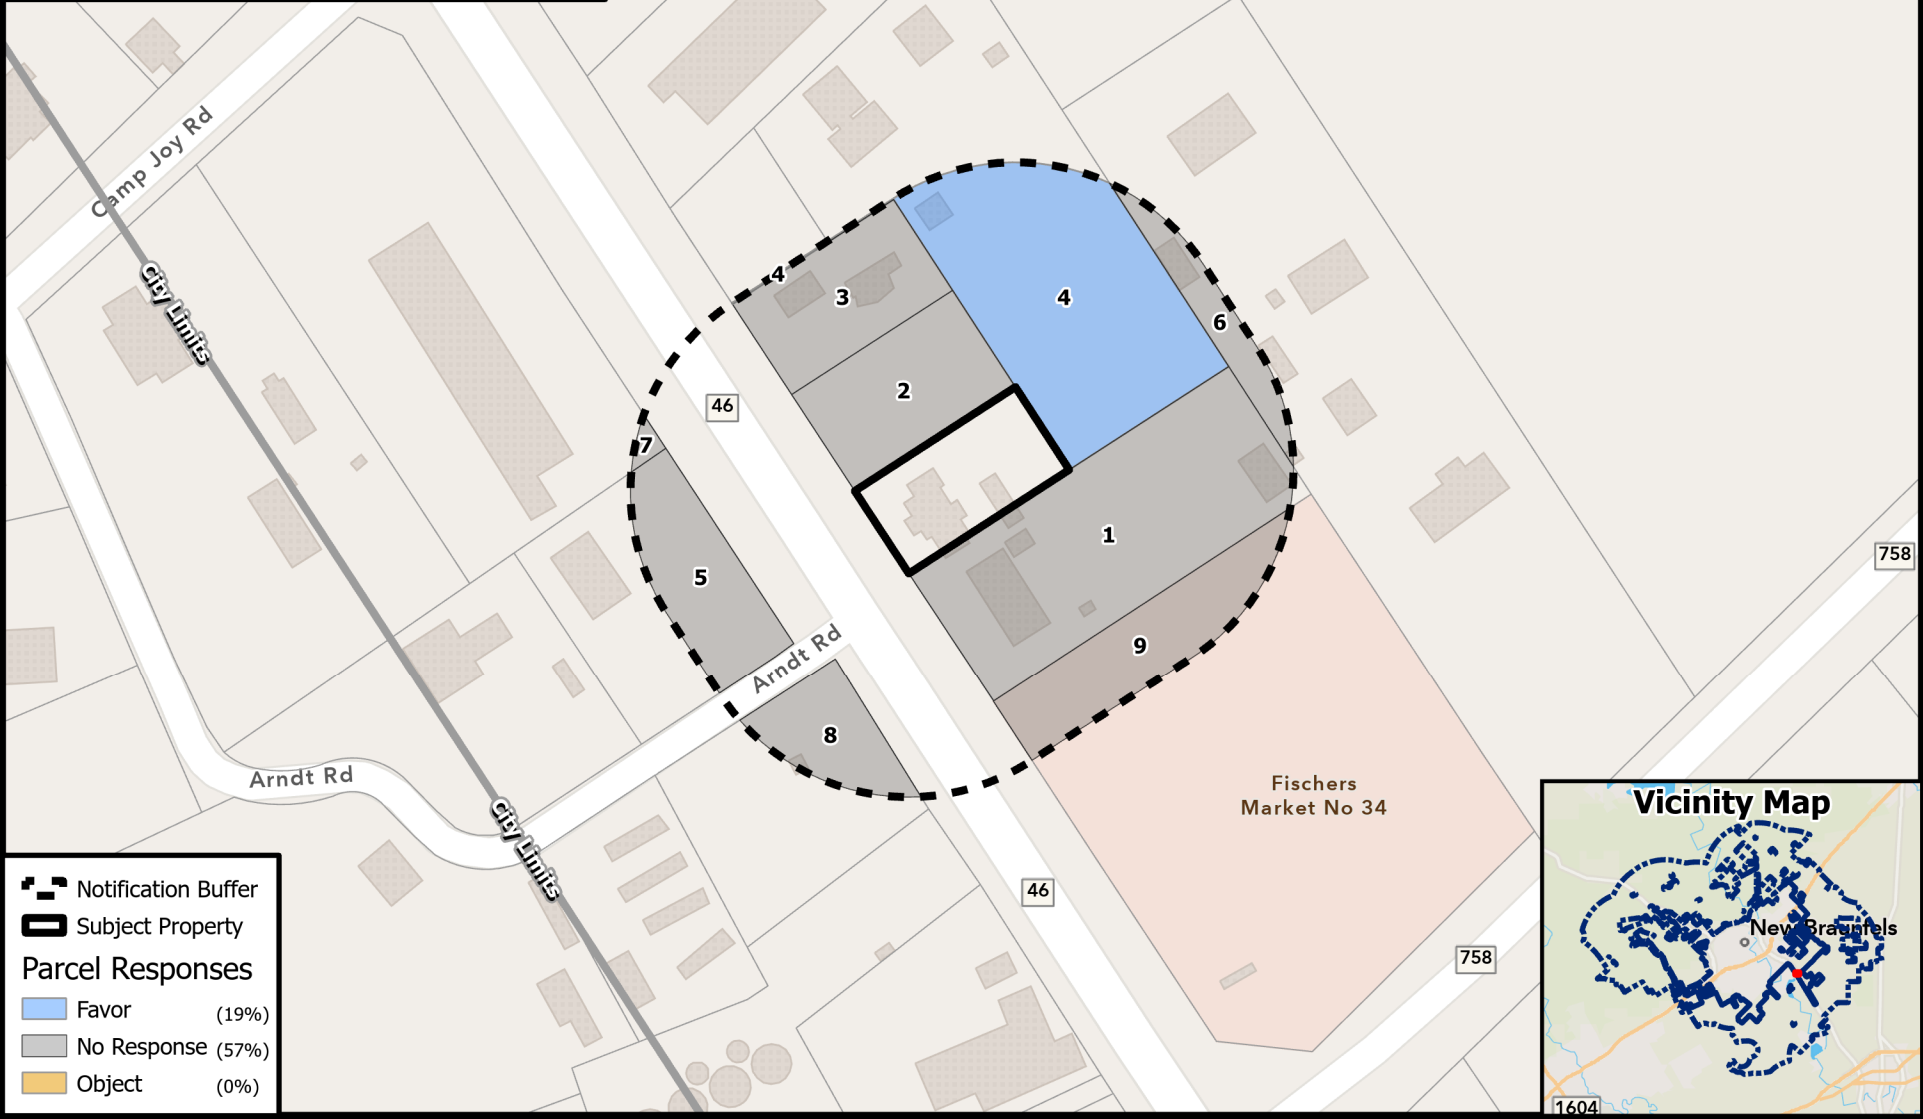 Camp Joy Rd
City Limits
4
3
4
6
2
46
7
1
5
758
9
Arndt Rd
8
Arndt Rd
Fischers
Market No 34
City Limits
46
758
Notification Buffer
Subject Property
Parcel Responses
Favor (19%)
No Response (57%)
Object (0%)
Vicinity Map
New Braunfels
1604